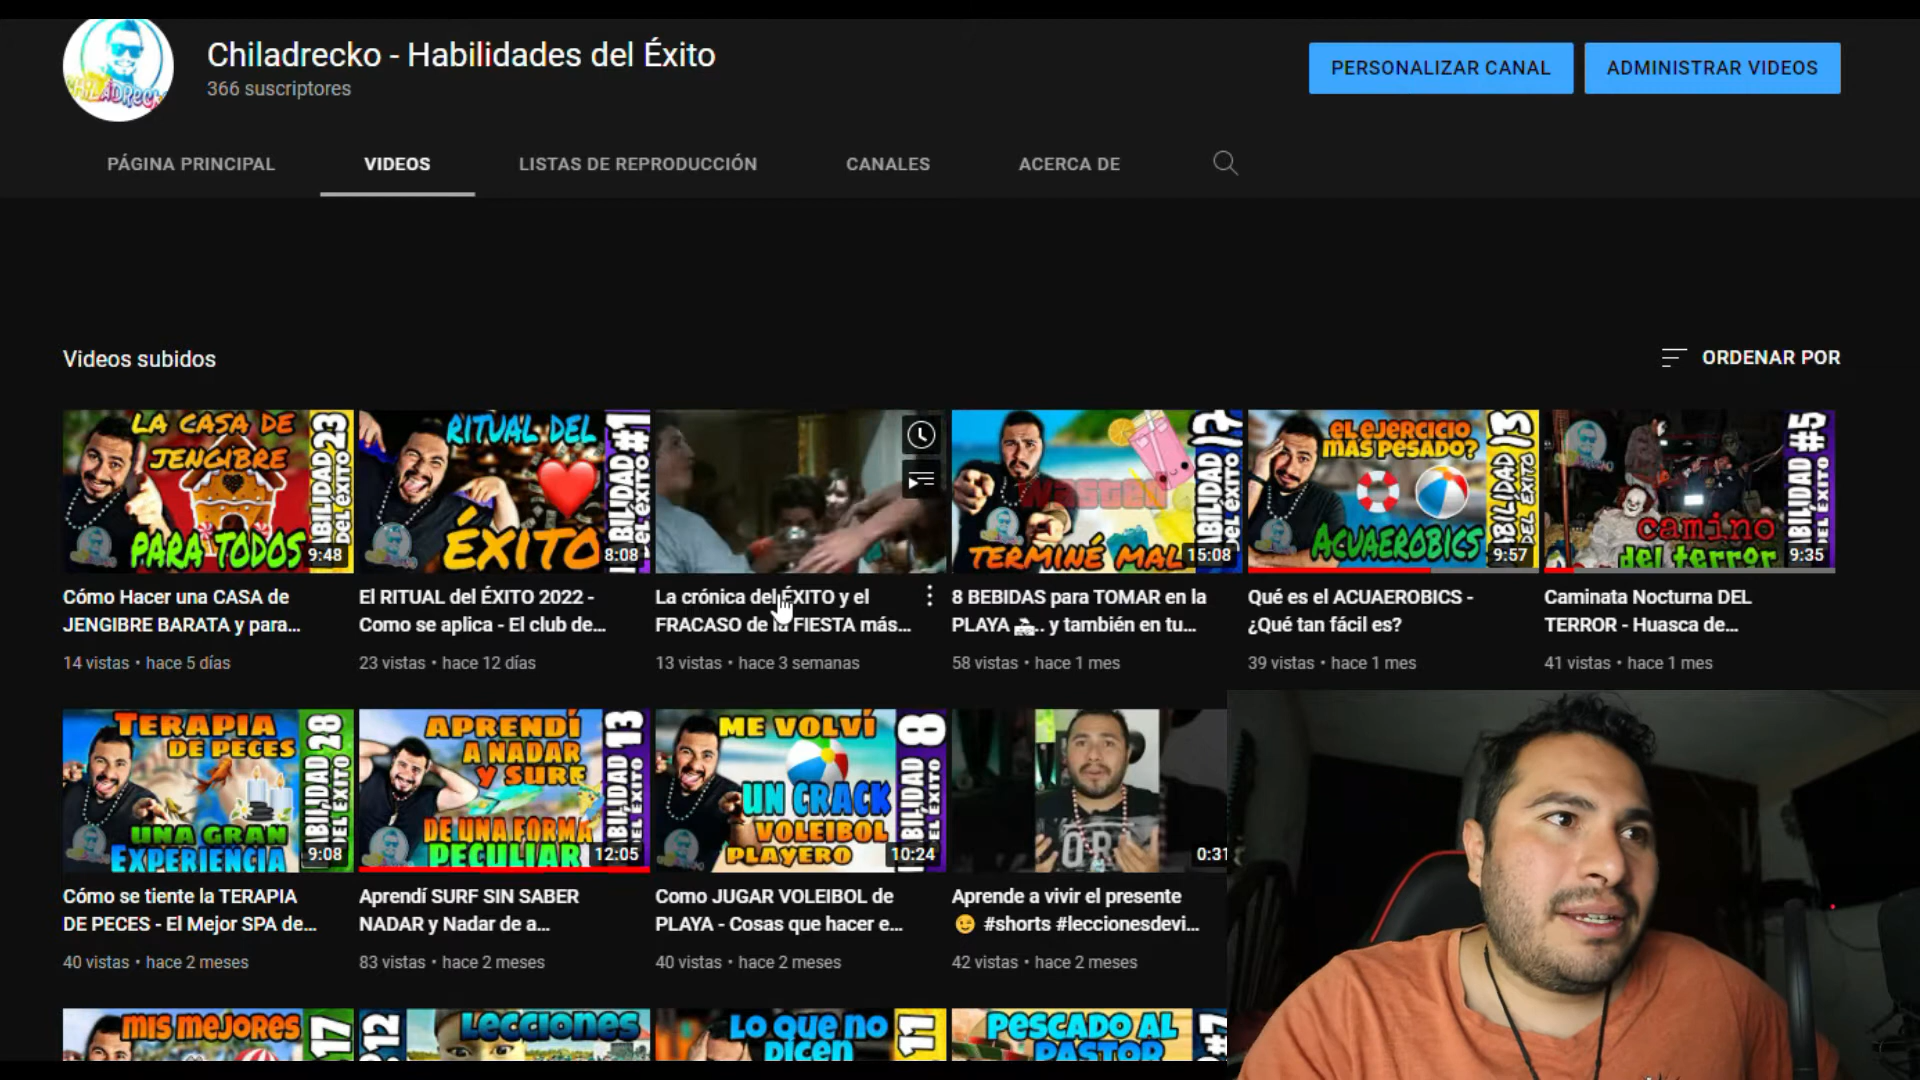 Chiladrecko - Habilidades del Éxito
366 suscriptores
PERSONALIZAR CANAL
ADMINISTRAR VIDEOS
PÁGINA PRINCIPAL
VIDEOS
LISTAS DE REPRODUCCIÓN
CANALES
ACERCA DE
Videos subidos
ORDENAR POR
LA CASA DE
JENGIBRE
PARA TODOS
9:48
RITUAL DEL
ÉXITO
8:08
Wasted
TERMINÉ MAL
15:08
EL EJERCICIO
MÁS PESADO?
ACUAEROBICS
9:57
camino
del terror
9:35
Cómo Hacer una CASA de
JENGIBRE BARATA y para...
14 vistas • hace 5 días
El RITUAL del ÉXITO 2022 -
Como se aplica - El club de...
23 vistas • hace 12 días
La crónica del ÉXITO y el
FRACASO de la FIESTA más...
13 vistas • hace 3 semanas
8 BEBIDAS para TOMAR en la
PLAYA 🏖.. y también en tu...
58 vistas • hace 1 mes
Qué es el ACUAEROBICS -
¿Qué tan fácil es?
39 vistas • hace 1 mes
Caminata Nocturna DEL
TERROR - Huasca de...
41 vistas • hace 1 mes
TERAPIA
DE PECES
UNA GRAN
EXPERIENCIA
9:08
APRENDÍ
A NADAR
Y SURF
DE UNA FORMA
PECULIAR
12:05
ME VOLVÍ
UN CRACK
VOLEIBOL
PLAYERO
10:24
0:31
Cómo se tiente la TERAPIA
DE PECES - El Mejor SPA de...
40 vistas • hace 2 meses
Aprendí SURF SIN SABER
NADAR y Nadar de a...
83 vistas • hace 2 meses
Como JUGAR VOLEIBOL de
PLAYA - Cosas que hacer e...
40 vistas • hace 2 meses
Aprende a vivir el presente
😉 #shorts #leccionesdevi...
42 vistas • hace 2 meses
MIS MEJORES
17
12
LECCIONES
LO QUE NO
DICEN
11
PESCADO AL
PASTOR
#7